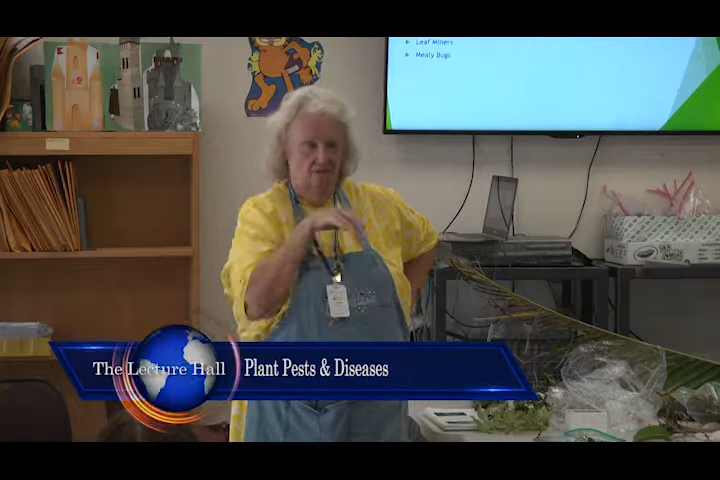 Leaf Miners
Mealy Bugs
The Lecture Hall
Plant Pests & Diseases